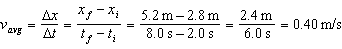 v_avg = Δx/Δt = (x_f − x_i)/(t_f − t_i) = (5.2 m − 2.8 m)/(8.0 s − 2.0 s) = 2.4 m/6.0 s = 0.40 m/s